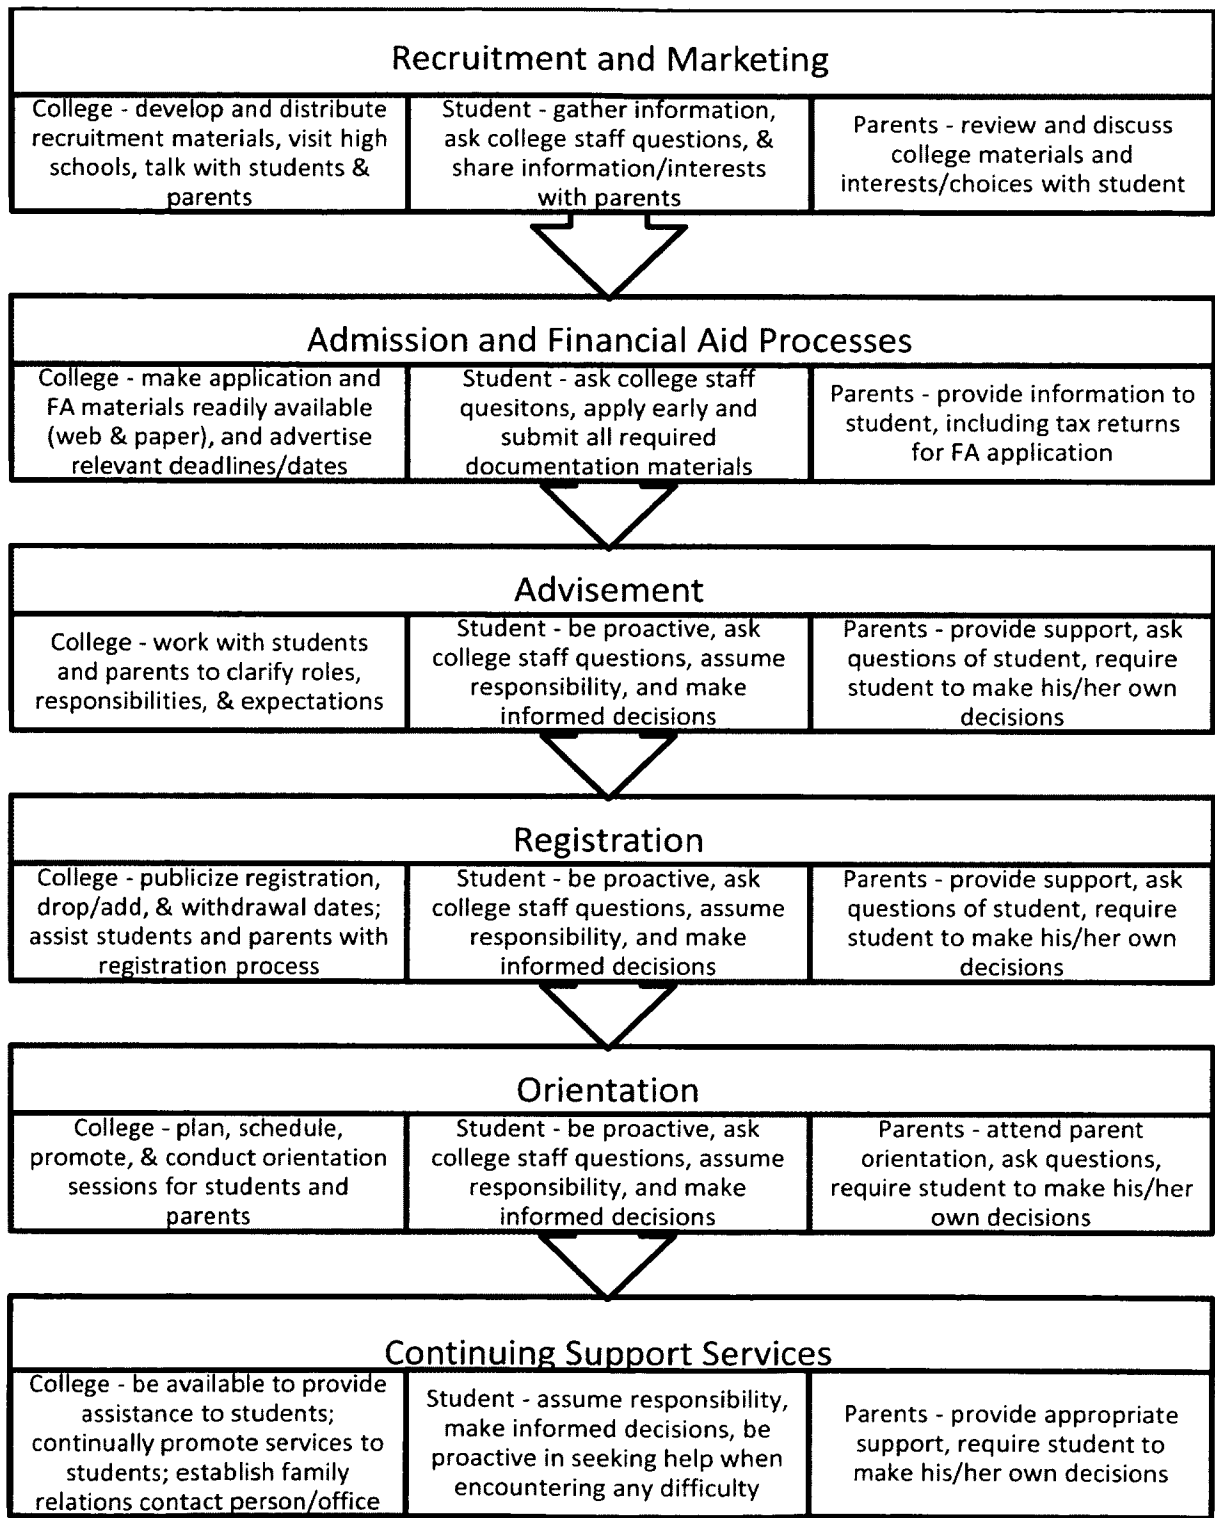 Recruitment and Marketing
College - develop and distribute
recruitment materials, visit high
schools, talk with students &
parents
Student - gather information,
ask college staff questions, &
share information/interests
with parents
Parents - review and discuss
college materials and
interests/choices with student
Admission and Financial Aid Processes
College - make application and
FA materials readily available
(web & paper), and advertise
relevant deadlines/dates
Student - ask college staff
quesitons, apply early and
submit all required
documentation materials
Parents - provide information to
student, including tax returns
for FA application
Advisement
College - work with students
and parents to clarify roles,
responsibilities, & expectations
Student - be proactive, ask
college staff questions, assume
responsibility, and make
informed decisions
Parents - provide support, ask
questions of student, require
student to make his/her own
decisions
Registration
College - publicize registration,
drop/add, & withdrawal dates;
assist students and parents with
registration process
Student - be proactive, ask
college staff questions, assume
responsibility, and make
informed decisions
Parents - provide support, ask
questions of student, require
student to make his/her own
decisions
Orientation
College - plan, schedule,
promote, & conduct orientation
sessions for students and
parents
Student - be proactive, ask
college staff questions, assume
responsibility, and make
informed decisions
Parents - attend parent
orientation, ask questions,
require student to make his/her
own decisions
Continuing Support Services
College - be available to provide
assistance to students;
continually promote services to
students; establish family
relations contact person/office
Student - assume responsibility,
make informed decisions, be
proactive in seeking help when
encountering any difficulty
Parents - provide appropriate
support, require student to
make his/her own decisions